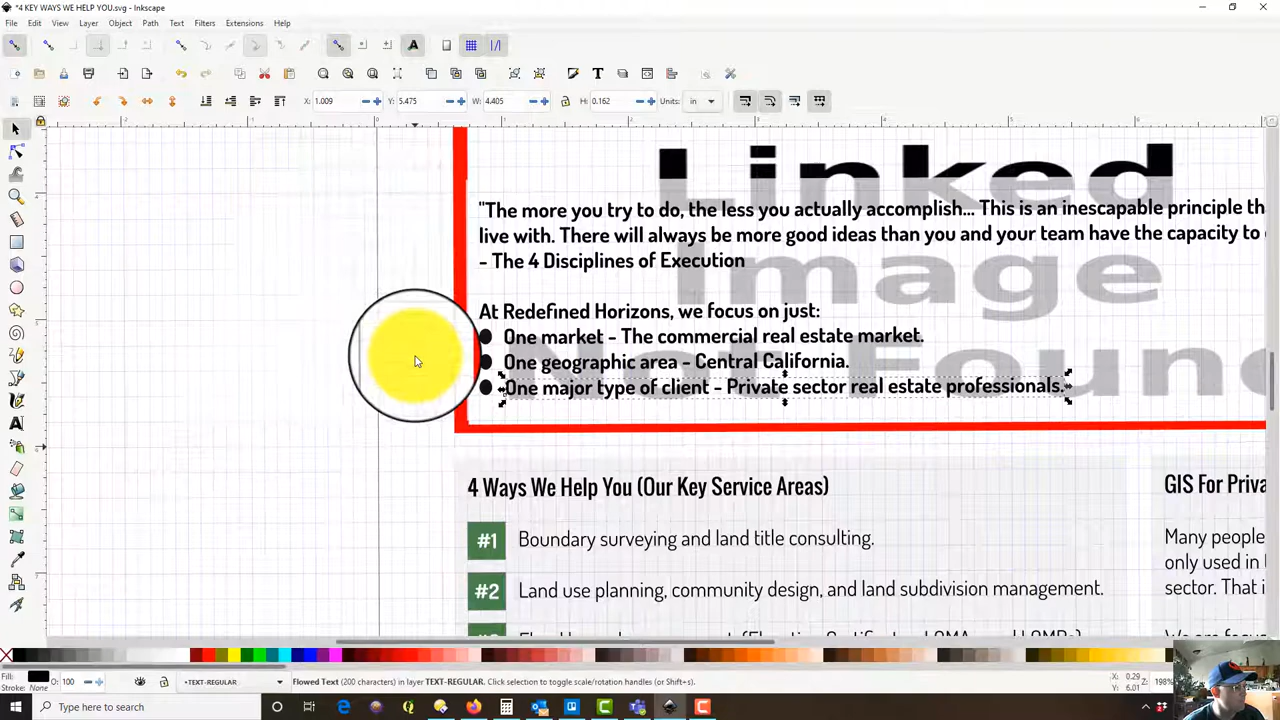 *4 KEY WAYS WE HELP YOU.svg - Inkscape
File Edit View Layer Object Path Text Filters Extensions Help
X: 1.009 Y: 5.475 W: 4.405 H: 0.162 Units: in
Linked
Image
Not Found
"The more you try to do, the less you actually accomplish... This is an inescapable principle th
live with. There will always be more good ideas than you and your team have the capacity to
- The 4 Disciplines of Execution
At Redefined Horizons, we focus on just:
One market - The commercial real estate market.
One geographic area - Central California.
One major type of client - Private sector real estate professionals.
4 Ways We Help You (Our Key Service Areas)
#1 Boundary surveying and land title consulting.
#2 Land use planning, community design, and land subdivision management.
GIS For Priva
Many people
only used in
sector. That i
Fill:
Stroke: None
O: 100
*TEXT-REGULAR
Flowed Text (200 characters) in layer TEXT-REGULAR. Click selection to toggle scale/rotation handles (or Shift+s).
X: 0.29
Y: 6.01
Z: 198%
Type here to search